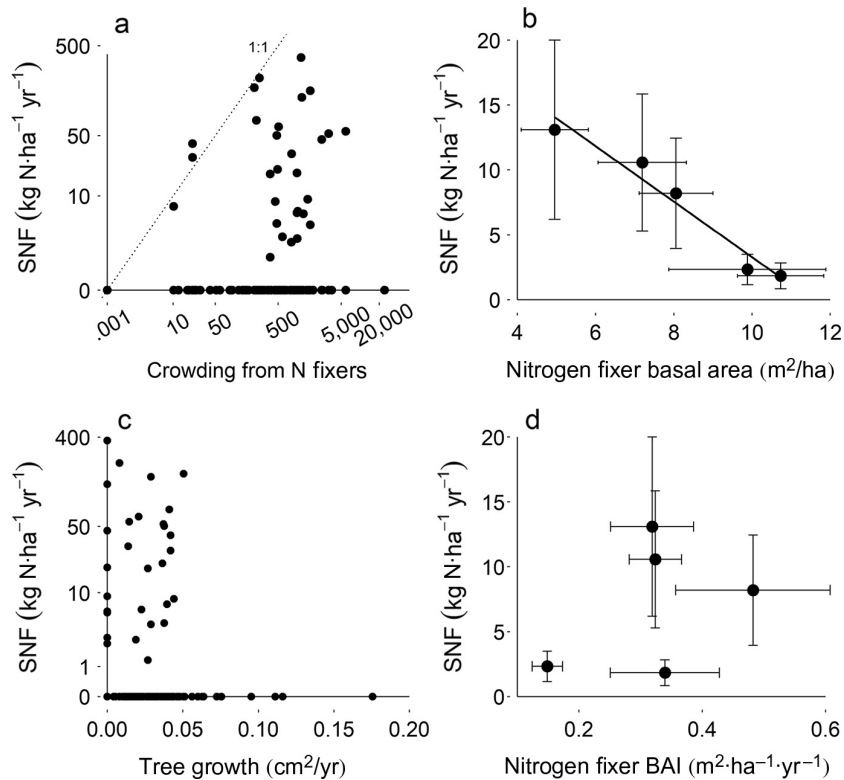 a
1:1
500
50
10
0
SNF (kg N·ha⁻¹ yr⁻¹)
.001 10 50 500 5,000 20,000
Crowding from N fixers
b
20
15
10
5
0
SNF (kg N·ha⁻¹ yr⁻¹)
4 6 8 10 12
Nitrogen fixer basal area (m²/ha)
c
400
50
10
1
0
SNF (kg N·ha⁻¹ yr⁻¹)
0.00 0.05 0.10 0.15 0.20
Tree growth (cm²/yr)
d
20
15
10
5
0
SNF (kg N·ha⁻¹ yr⁻¹)
0.2 0.4 0.6
Nitrogen fixer BAI (m²·ha⁻¹·yr⁻¹)